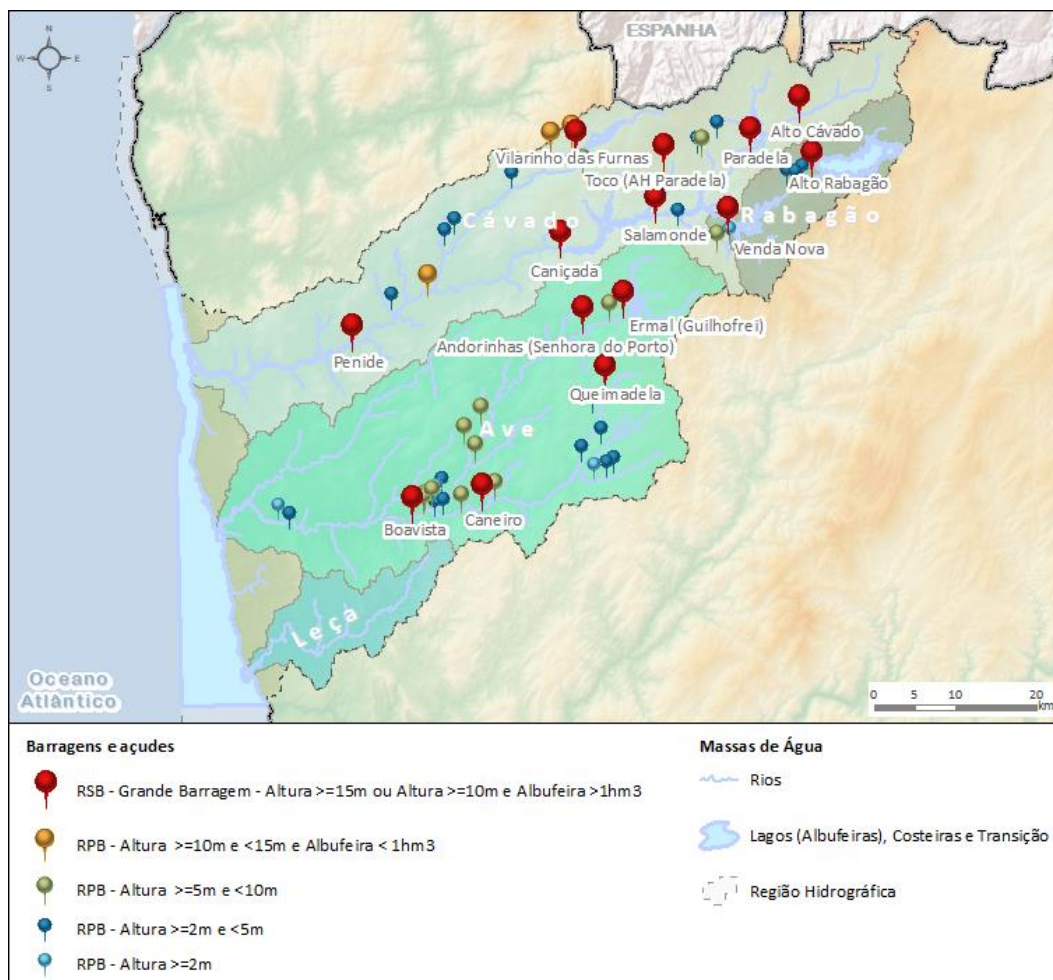 N
W E
S
ESPANHA
Alto Cávado
Vilarinho das Furnas
Paradela
Toco (AH Paradela)
Alto Rabagão
Cávado
Rabagão
Salamonde
Venda Nova
Caniçada
Ermal (Guilhofrei)
Andorinhas (Senhora do Porto)
Penide
Queimadela
Ave
Boavista
Caneiro
Leça
Oceano
Atlântico
0 5 10 20
km
Barragens e açudes
RSB - Grande Barragem - Altura >=15m ou Altura >=10m e Albufeira >1hm3
RPB - Altura >=10m e <15m e Albufeira < 1hm3
RPB - Altura >=5m e <10m
RPB - Altura >=2m e <5m
RPB - Altura >=2m
Massas de Água
Rios
Lagos (Albufeiras), Costeiras e Transição
Região Hidrográfica